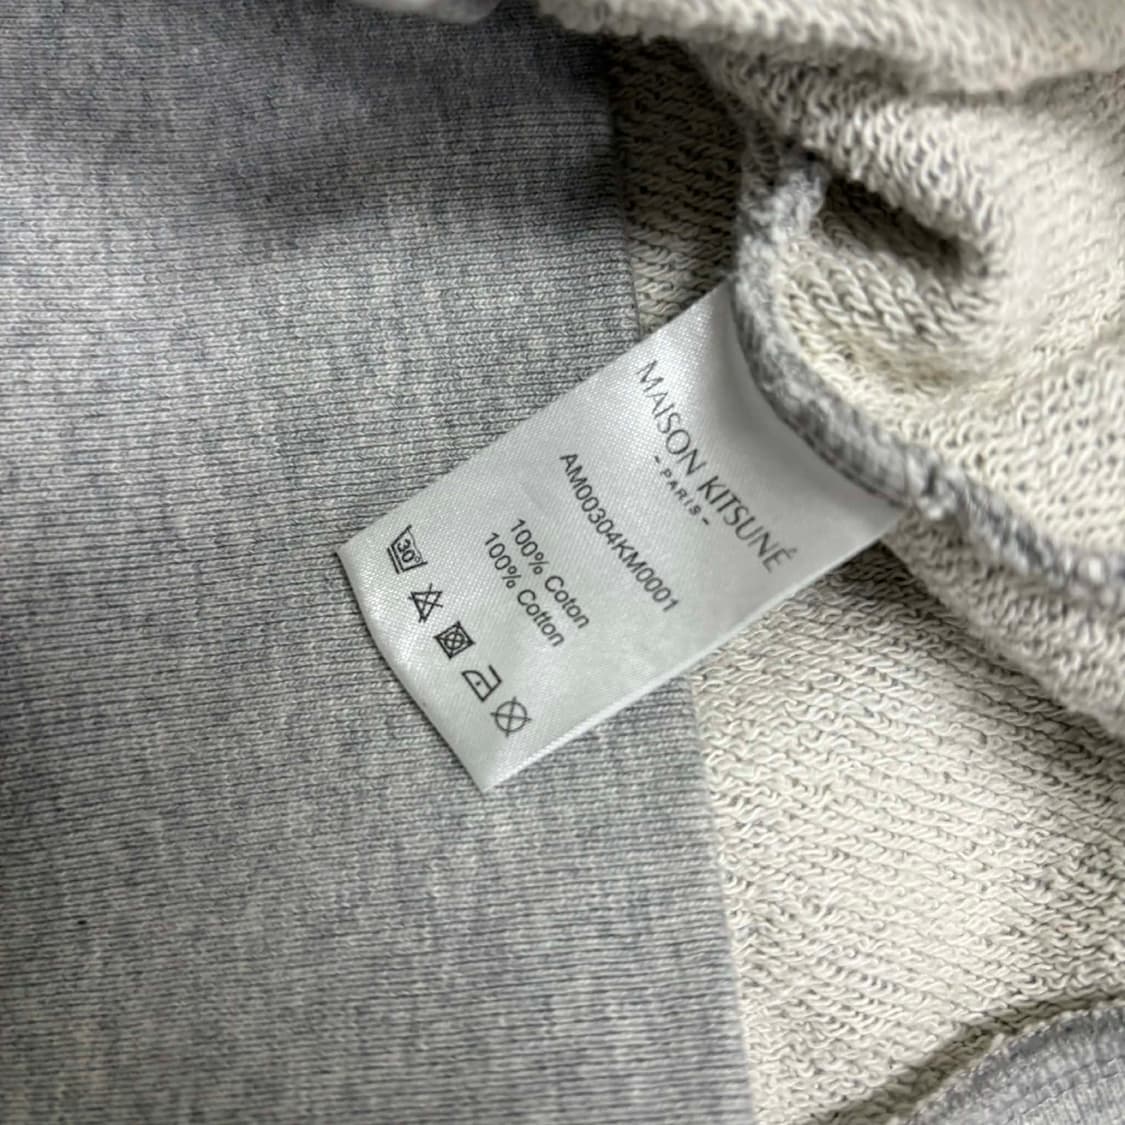 MAISON KITSUNÉ
-PARIS-
AM00304KM0001
100% Coton
100% Cotton
30°